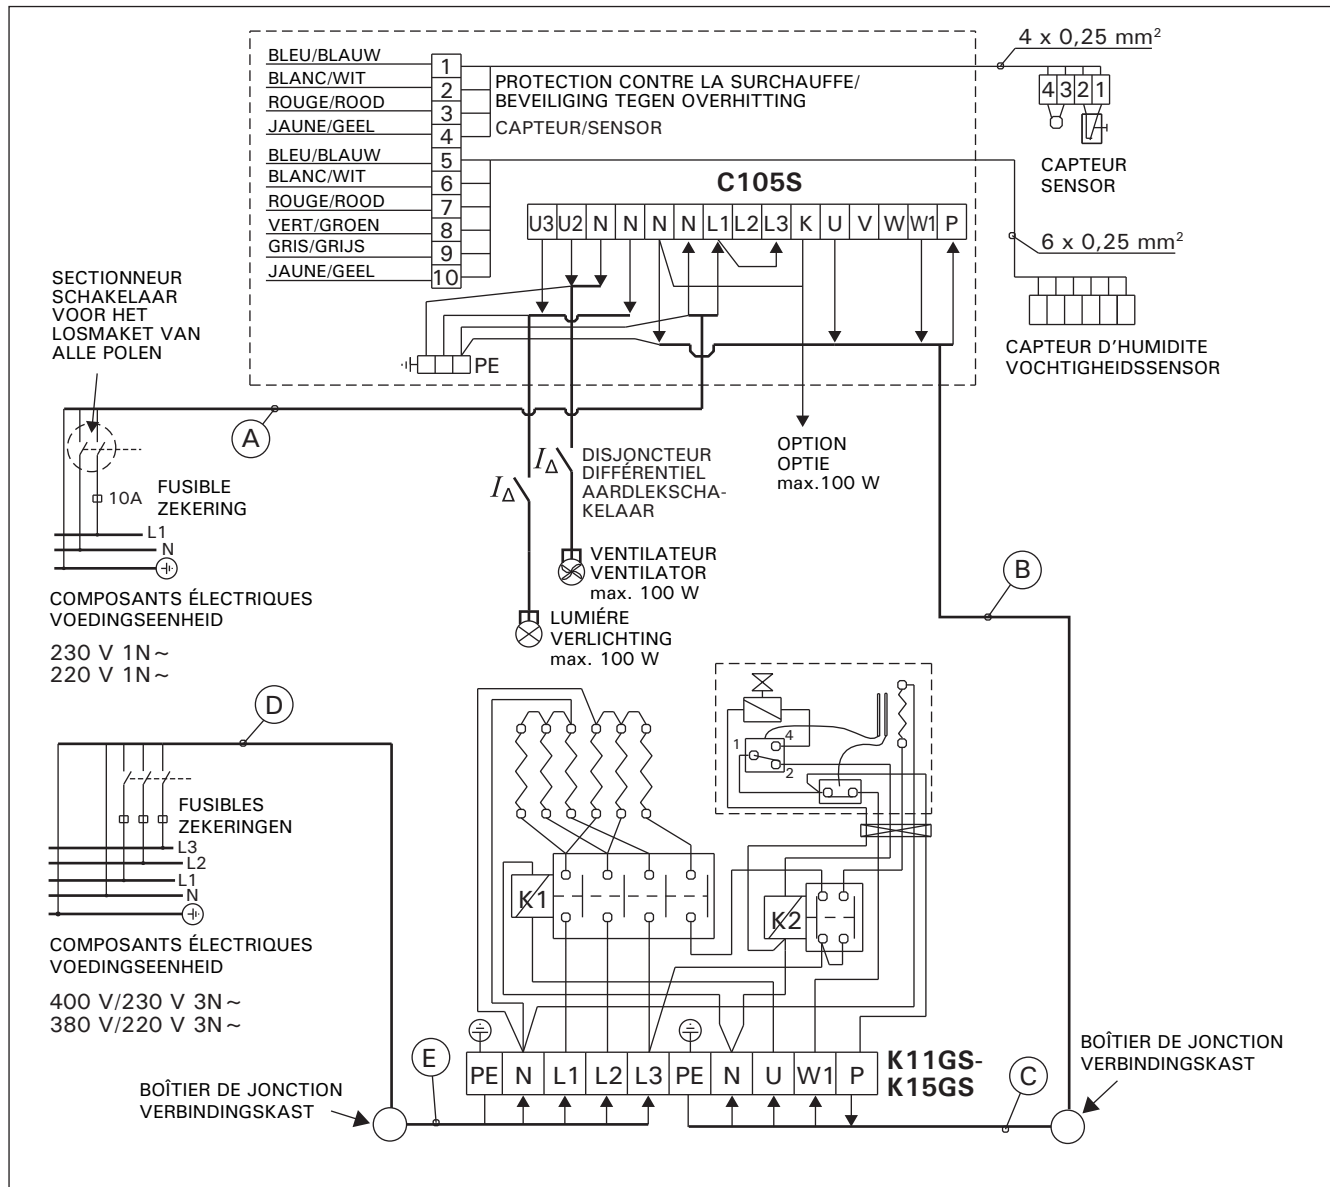 BLEU/BLAUW 1
BLANC/WIT 2
ROUGE/ROOD 3
JAUNE/GEEL 4
BLEU/BLAUW 5
BLANC/WIT 6
ROUGE/ROOD 7
VERT/GROEN 8
GRIS/GRIJS 9
JAUNE/GEEL 10
PROTECTION CONTRE LA SURCHAUFFE/
BEVEILIGING TEGEN OVERHITTING
CAPTEUR/SENSOR
4 x 0,25 mm²
4 3 2 1
CAPTEUR
SENSOR
C105S
U3 U2 N N N N L1 L2 L3 K U V W W1 P
6 x 0,25 mm²
CAPTEUR D'HUMIDITE
VOCHTIGHEIDSSENSOR
SECTIONNEUR
SCHAKELAAR
VOOR HET
LOSMAKET VAN
ALLE POLEN
PE
A
10A
FUSIBLE
ZEKERING
L1
N
COMPOSANTS ÉLECTRIQUES
VOEDINGSEENHEID
230 V 1N~
220 V 1N~
IΔ
IΔ
DISJONCTEUR
DIFFÉRENTIEL
AARDLEKSCHA-
KELAAR
OPTION
OPTIE
max.100 W
VENTILATEUR
VENTILATOR
max. 100 W
LUMIÉRE
VERLICHTING
max. 100 W
B
D
FUSIBLES
ZEKERINGEN
L3
L2
L1
N
COMPOSANTS ÉLECTRIQUES
VOEDINGSEENHEID
400 V/230 V 3N~
380 V/220 V 3N~
1
4
2
K1
K2
E
BOÎTIER DE JONCTION
VERBINDINGSKAST
PE N L1 L2 L3 PE N U W1 P
K11GS-
K15GS
C
BOÎTIER DE JONCTION
VERBINDINGSKAST